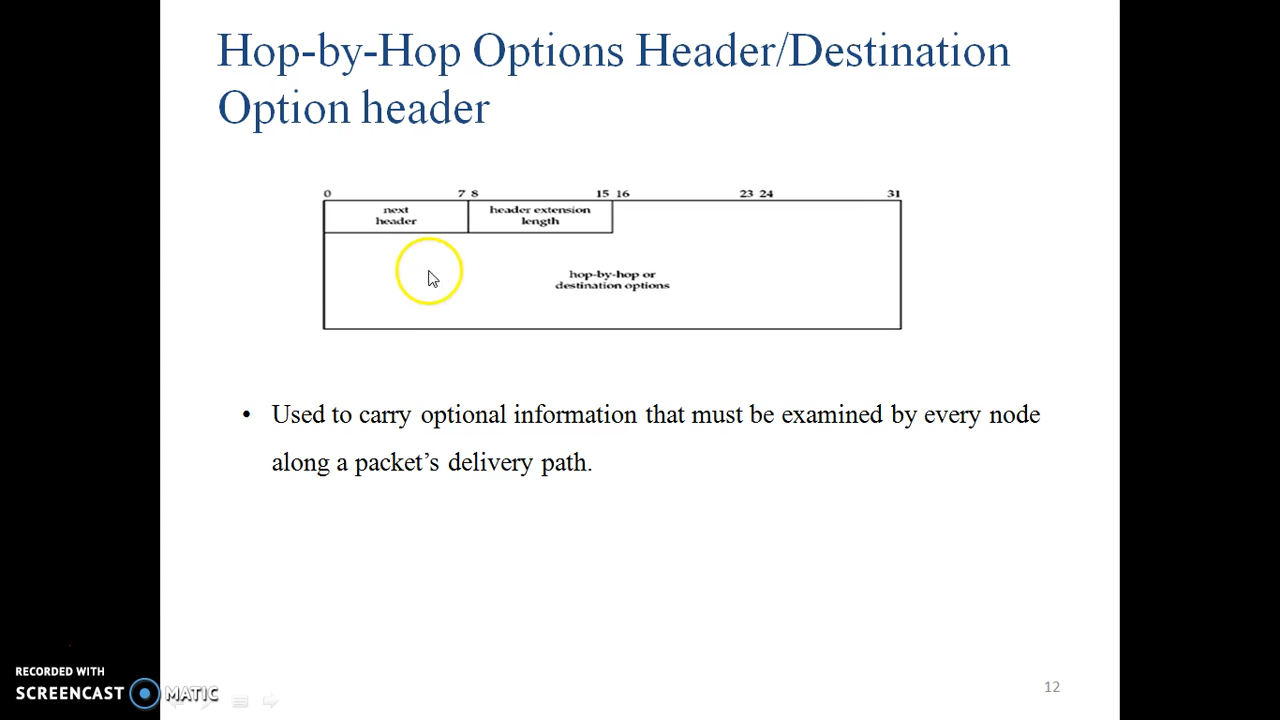 Hop-by-Hop Options Header/Destination
Option header
0 7 8 15 16 23 24 31
next header extension
header length
hop-by-hop or
destination options
• Used to carry optional information that must be examined by every node
along a packet’s delivery path.
RECORDED WITH
SCREENCAST MATIC
12